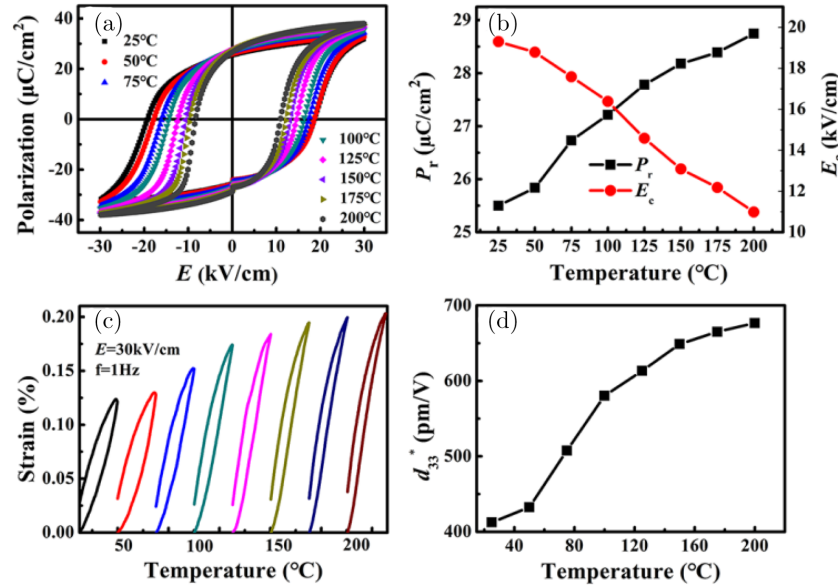 (a)
25℃
50℃
75℃
100℃
125℃
150℃
175℃
200℃
Polarization (μC/cm²)
40
20
0
-20
-40
-30 -20 -10 0 10 20 30
E (kV/cm)
(b)
Pr (μC/cm²)
29
28
27
26
25
Pr
Ec
20
18
16
14
12
10
25 50 75 100 125 150 175 200
Temperature (℃)
(c)
E=30kV/cm
f=1Hz
Strain (%)
0.20
0.15
0.10
0.05
0.00
50 100 150 200
Temperature (℃)
(d)
d33* (pm/V)
700
600
500
400
40 80 120 160 200
Temperature (℃)